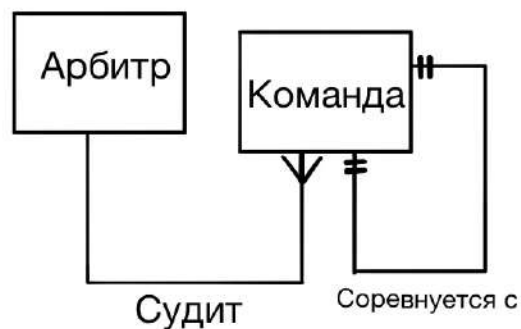 Арбитр
Команда
Судит
Соревнуется с